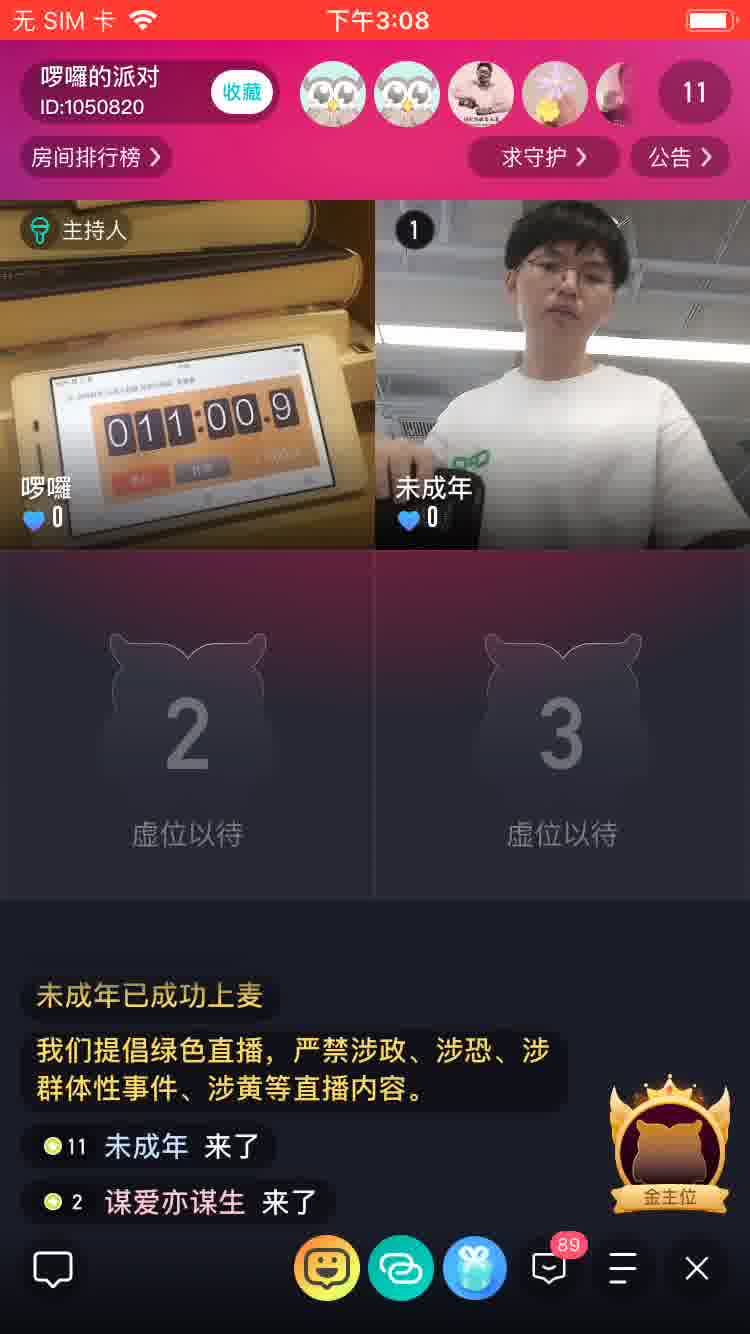 无 SIM 卡
下午3:08
啰囉的派对
ID:1050820
收藏
11
房间排行榜
求守护
公告
主持人
1
011:00.9
啰囉
0
未成年
0
2
虚位以待
3
虚位以待
未成年已成功上麦
我们提倡绿色直播，严禁涉政、涉恐、涉
群体性事件、涉黄等直播内容。
11 未成年 来了
2 谋爱亦谋生 来了
金主位
89